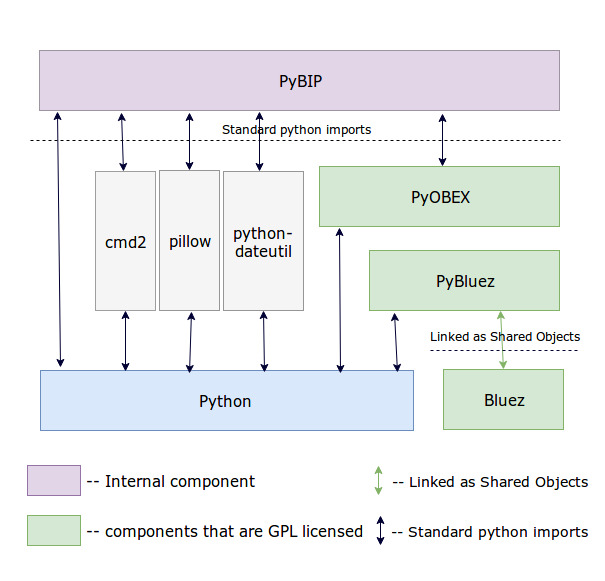 PyBIP
Standard python imports
cmd2
pillow
python-
dateutil
PyOBEX
PyBluez
Linked as Shared Objects
Python
Bluez
-- Internal component
-- Linked as Shared Objects
-- components that are GPL licensed
-- Standard python imports